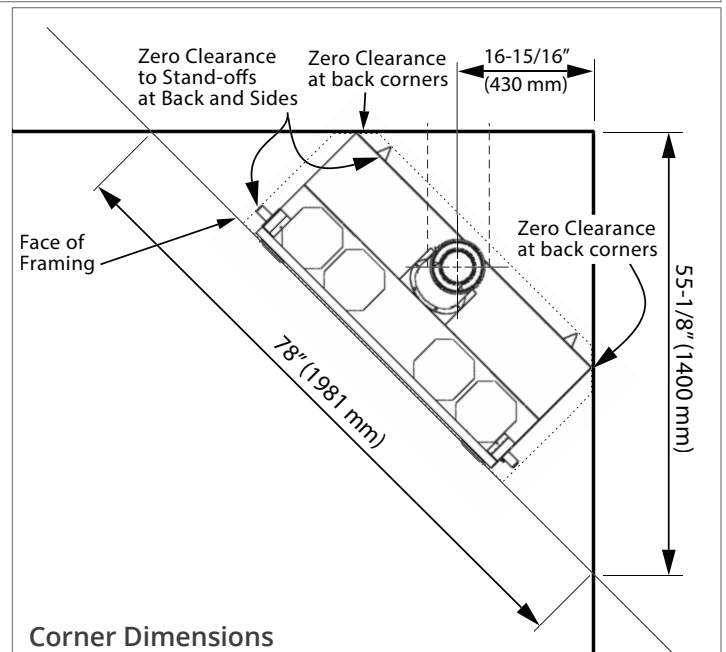 Zero Clearance
to Stand-offs
at Back and Sides
Zero Clearance
at back corners
16-15/16”
(430 mm)
Face of
Framing
Zero Clearance
at back corners
55-1/8” (1400 mm)
78” (1981 mm)
Corner Dimensions